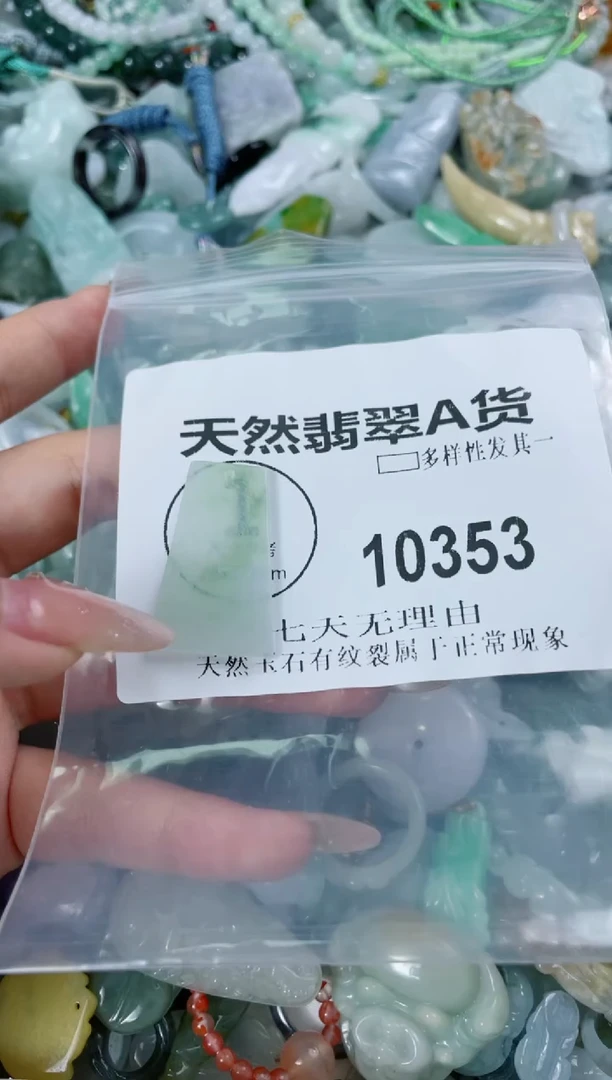 天然翡翠A货
多样性发其一
m
10353
七天无理由
天然玉石有纹裂属于正常现象